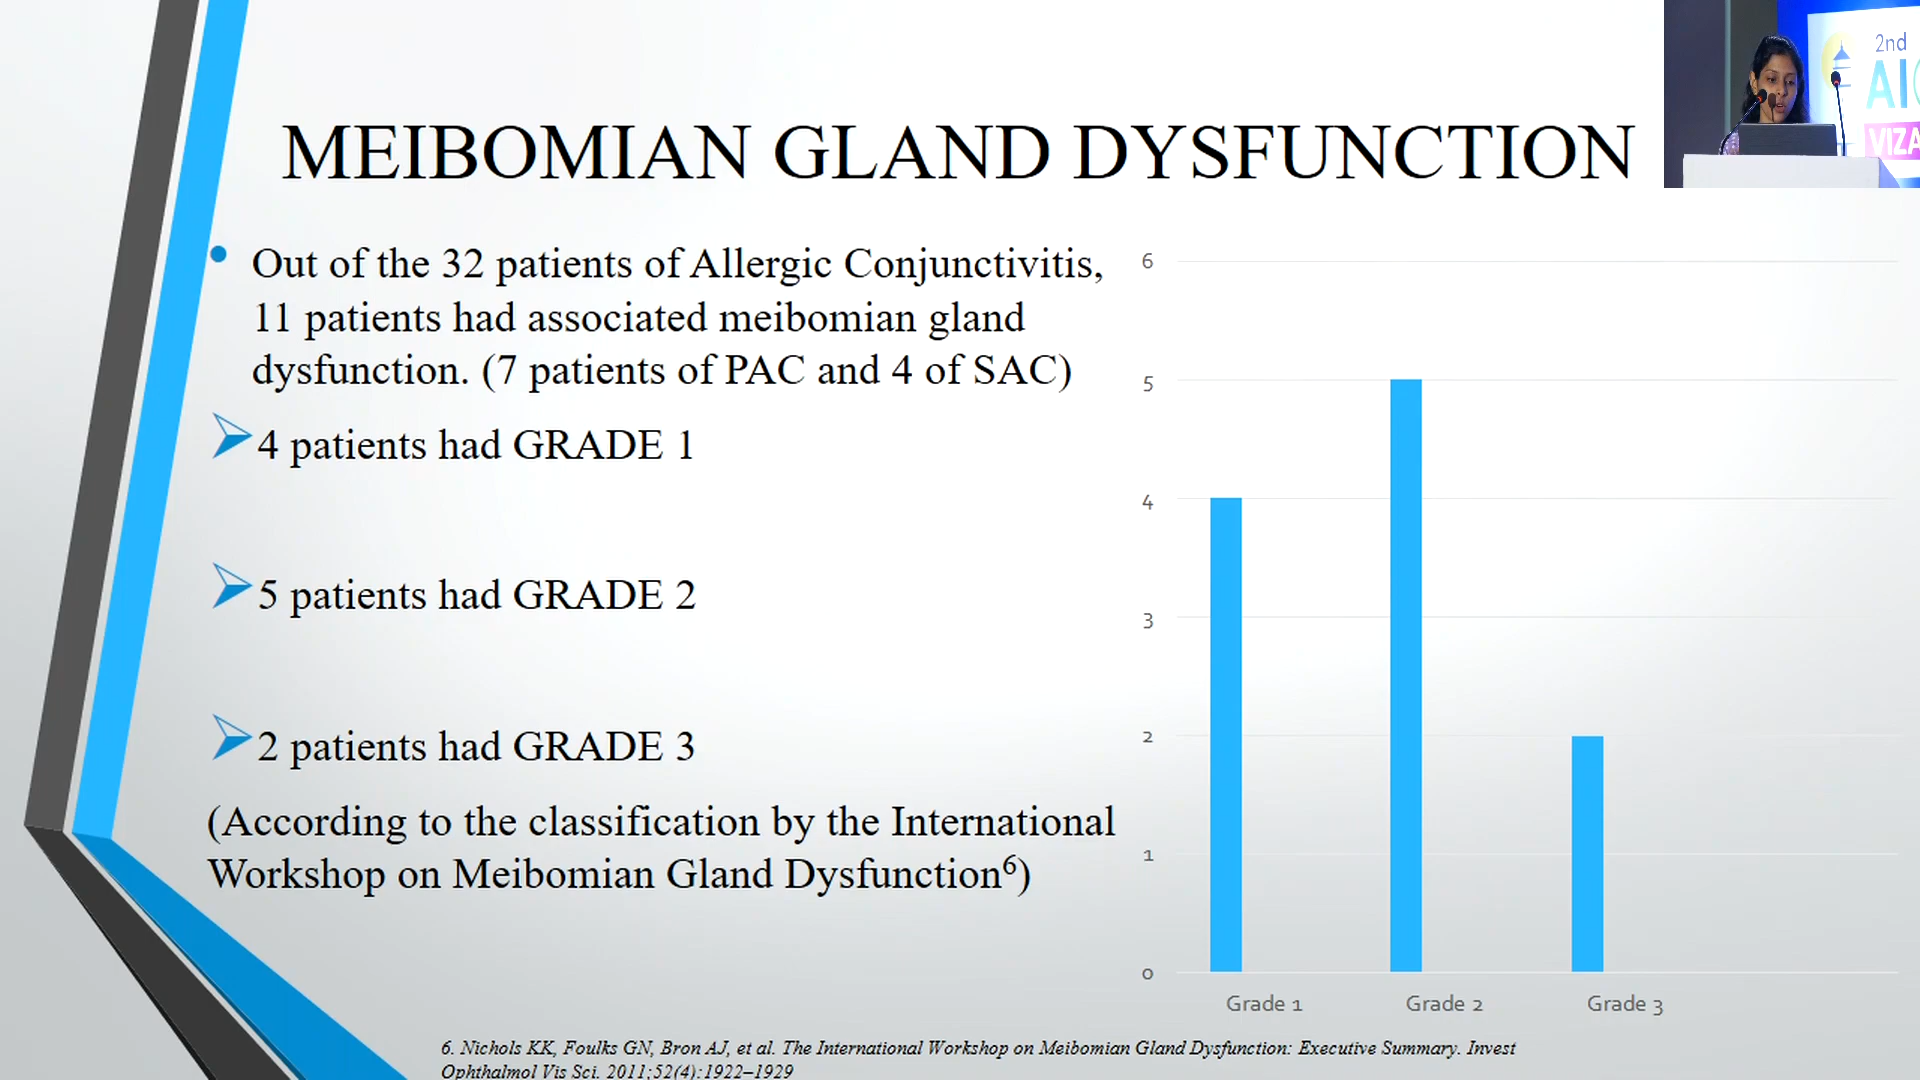 MEIBOMIAN GLAND DYSFUNCTION
2nd
AI
VIZA
Out of the 32 patients of Allergic Conjunctivitis,
11 patients had associated meibomian gland
dysfunction. (7 patients of PAC and 4 of SAC)
4 patients had GRADE 1
5 patients had GRADE 2
2 patients had GRADE 3
(According to the classification by the International
Workshop on Meibomian Gland Dysfunction⁶)
6
5
4
3
2
1
0
Grade 1 Grade 2 Grade 3
6. Nichols KK, Foulks GN, Bron AJ, et al. The International Workshop on Meibomian Gland Dysfunction: Executive Summary. Invest
Ophthalmol Vis Sci. 2011;52(4):1922–1929